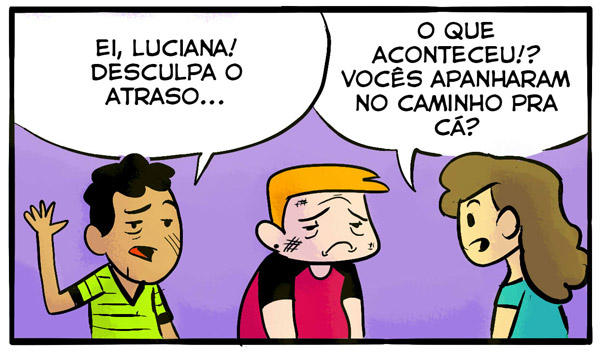 EI, LUCIANA!
DESCULPA O
ATRASO...
O QUE
ACONTECEU!?
VOCÊS APANHARAM
NO CAMINHO PRA
CÁ?